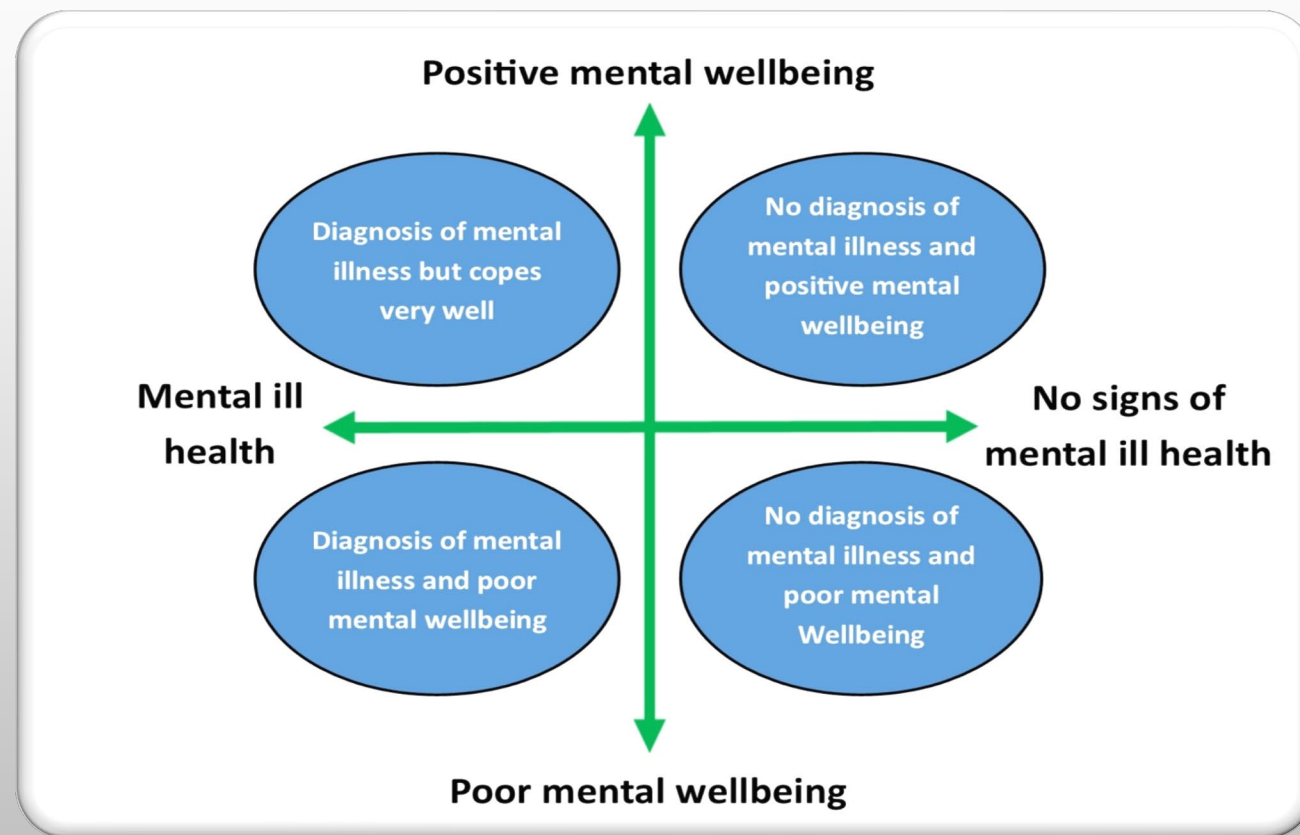 Positive mental wellbeing
Diagnosis of mental
illness but copes
very well
No diagnosis of
mental illness and
positive mental
wellbeing
Mental ill
health
No signs of
mental ill health
Diagnosis of mental
illness and poor
mental wellbeing
No diagnosis of
mental illness and
poor mental
Wellbeing
Poor mental wellbeing